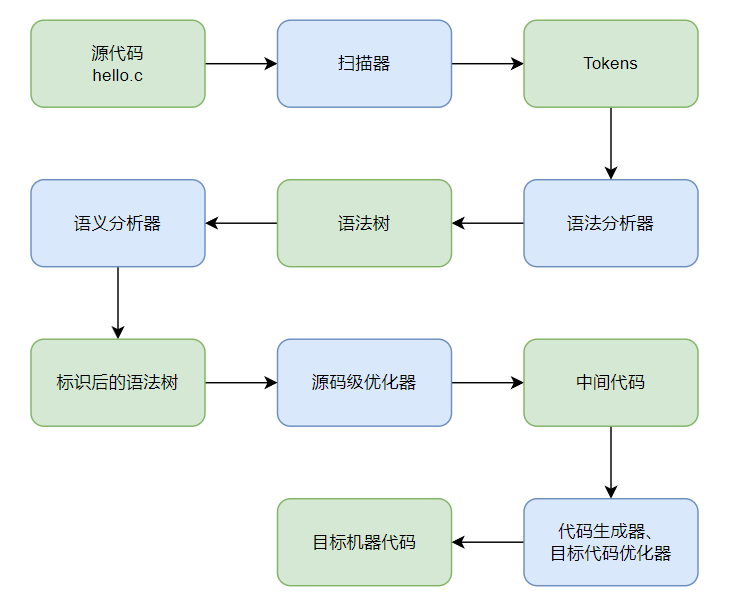 源代码
hello.c
扫描器
Tokens
语义分析器
语法树
语法分析器
标识后的语法树
源码级优化器
中间代码
目标机器代码
代码生成器、
目标代码优化器